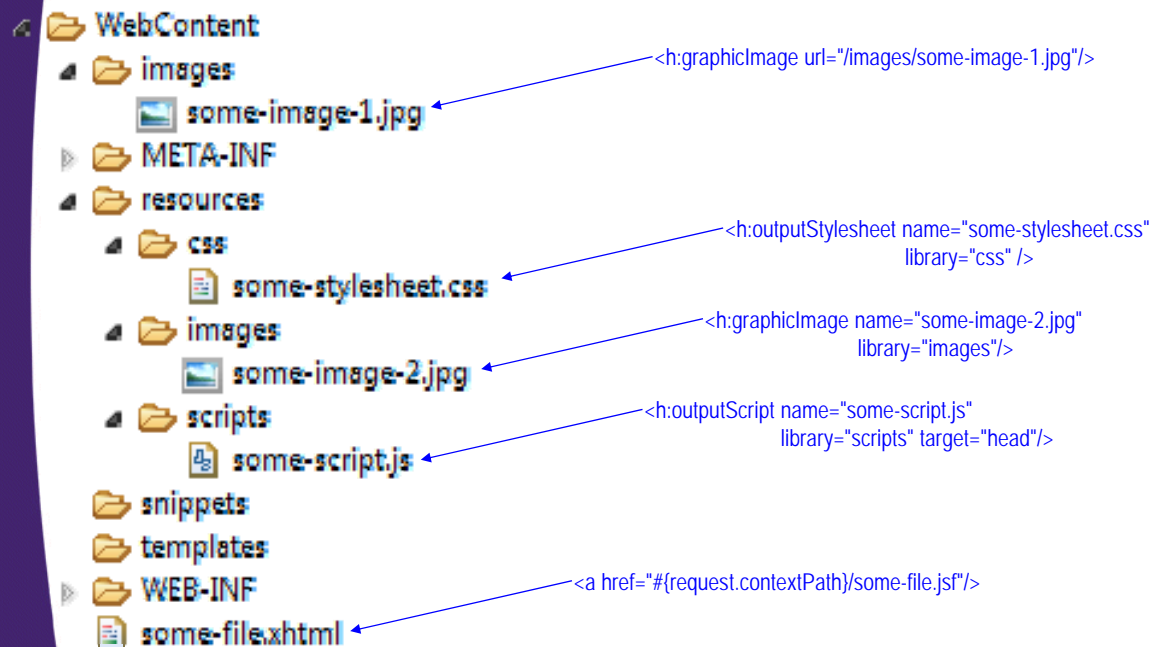 WebContent
images
<h:graphicImage url="/images/some-image-1.jpg"/>
some-image-1.jpg
META-INF
resources
css
<h:outputStylesheet name="some-stylesheet.css"
library="css" />
some-stylesheet.css
images
<h:graphicImage name="some-image-2.jpg"
library="images"/>
some-image-2.jpg
scripts
<h:outputScript name="some-script.js"
library="scripts" target="head"/>
some-script.js
snippets
templates
WEB-INF
<a href="#{request.contextPath}/some-file.jsf"/>
some-file.xhtml